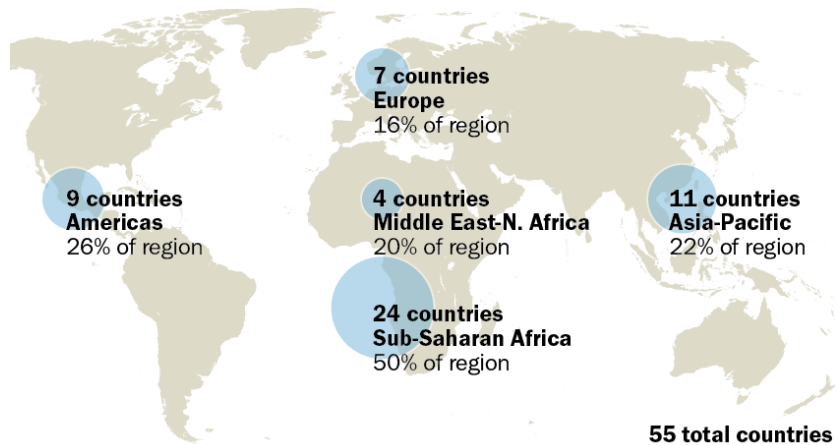 7 countries
Europe
16% of region
9 countries
Americas
26% of region
4 countries
Middle East-N. Africa
20% of region
11 countries
Asia-Pacific
22% of region
24 countries
Sub-Saharan Africa
50% of region
55 total countries